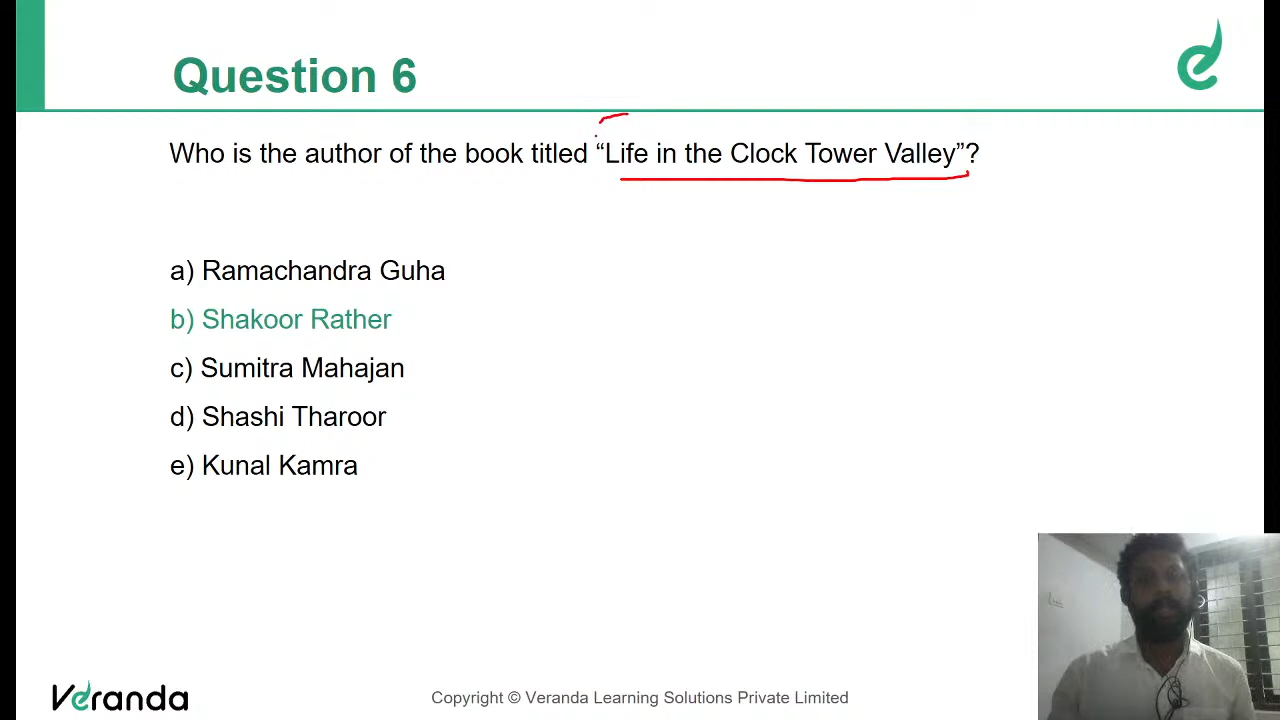 Question 6
Who is the author of the book titled “Life in the Clock Tower Valley”?
a) Ramachandra Guha
b) Shakoor Rather
c) Sumitra Mahajan
d) Shashi Tharoor
e) Kunal Kamra
Veranda
Copyright © Veranda Learning Solutions Private Limited